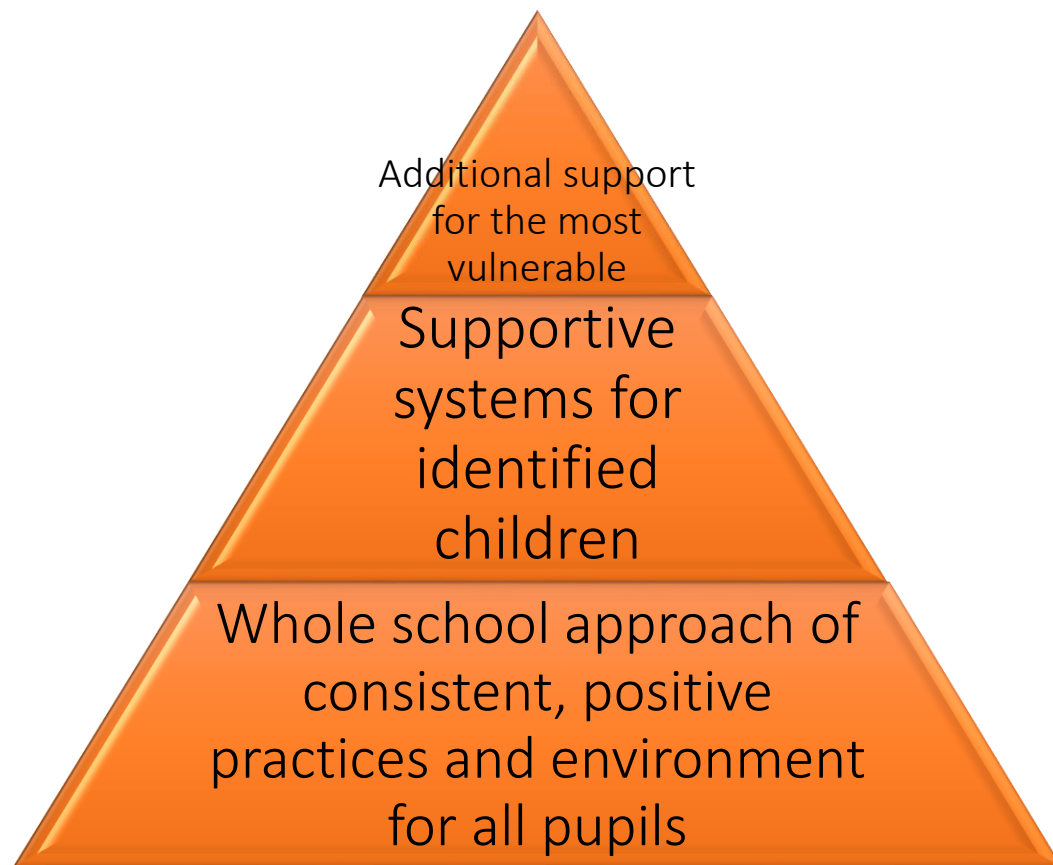 Additional support
for the most
vulnerable
Supportive
systems for
identified
children
Whole school approach of
consistent, positive
practices and environment
for all pupils